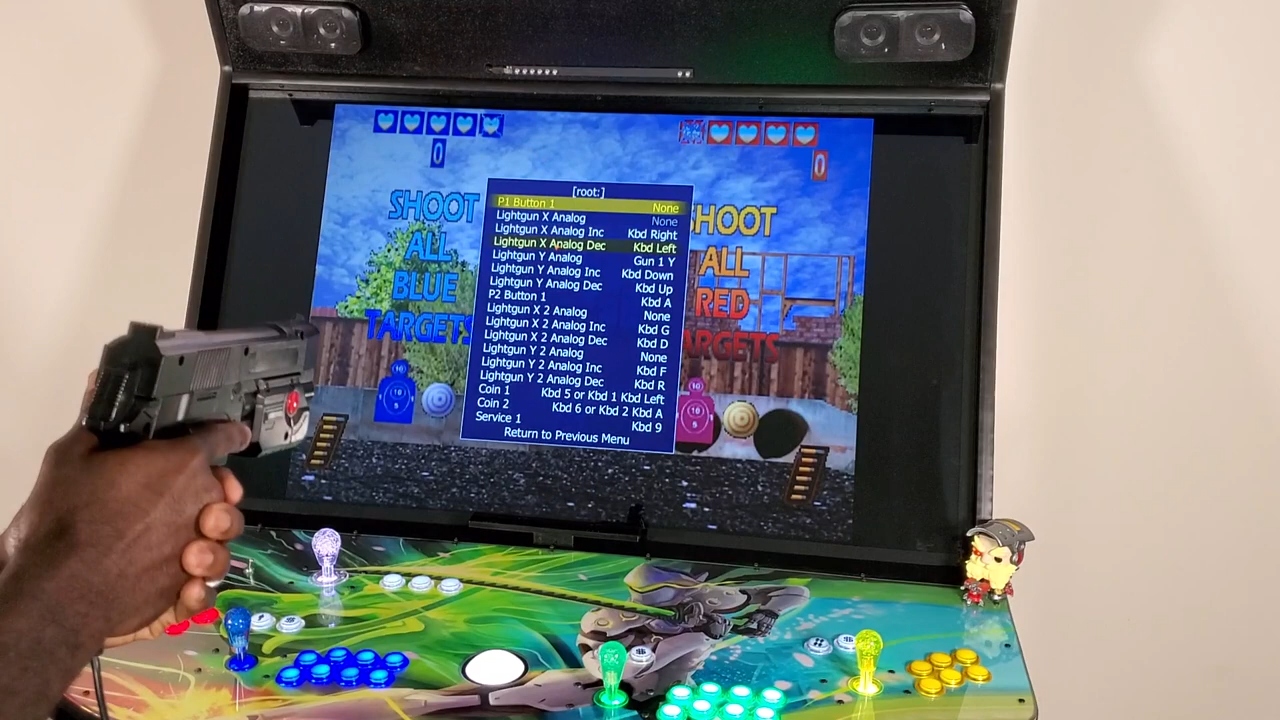 0
0
SHOOT
ALL
BLUE
TARGETS
SHOOT
ALL
RED
TARGETS
[root:]
P1 Button 1 None
Lightgun X Analog None
Lightgun X Analog Inc Kbd Right
Lightgun X Analog Dec Kbd Left
Lightgun Y Analog Gun 1 Y
Lightgun Y Analog Inc Kbd Down
Lightgun Y Analog Dec Kbd Up
P2 Button 1 Kbd A
Lightgun X 2 Analog None
Lightgun X 2 Analog Inc Kbd G
Lightgun X 2 Analog Dec Kbd D
Lightgun Y 2 Analog None
Lightgun Y 2 Analog Inc Kbd F
Lightgun Y 2 Analog Dec Kbd R
Coin 1 Kbd 5 or Kbd 1 Kbd Left
Coin 2 Kbd 6 or Kbd 2 Kbd A
Service 1 Kbd 9
Return to Previous Menu
10
5
10
5